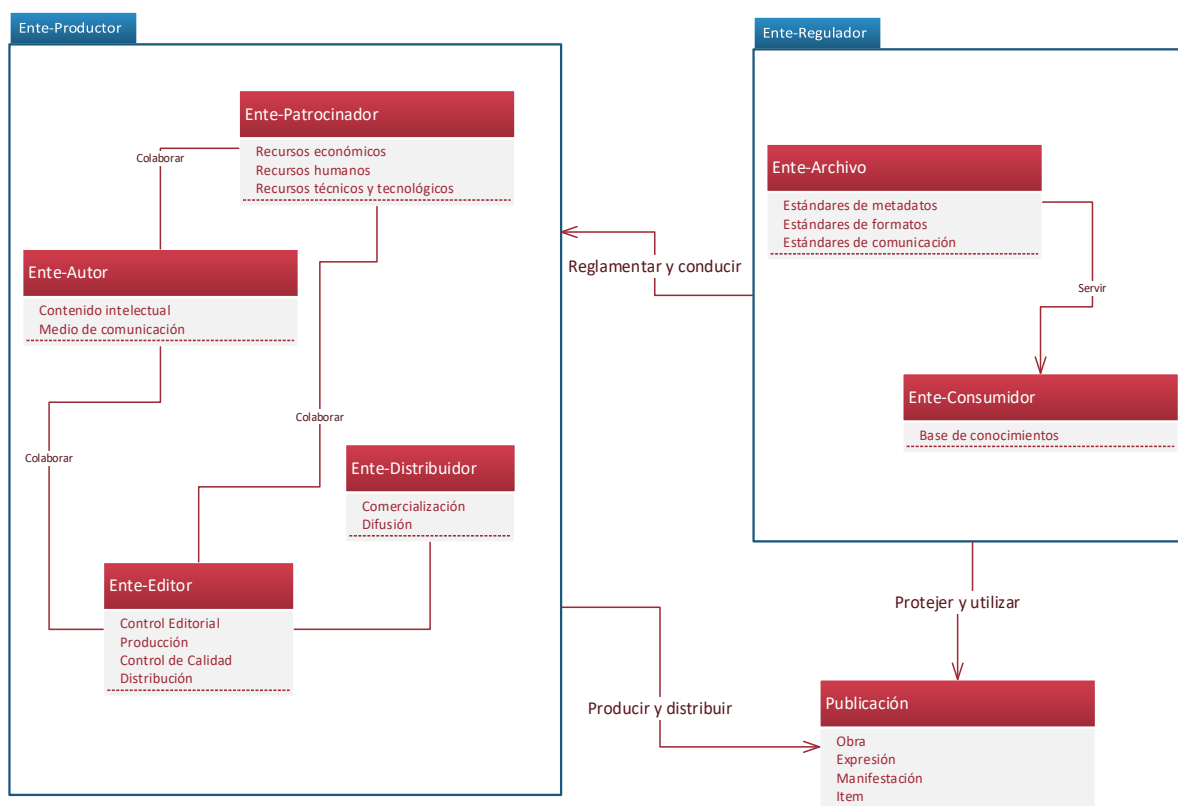 Ente-Productor
Ente-Patrocinador
Recursos económicos
Recursos humanos
Recursos técnicos y tecnológicos
Colaborar
Ente-Autor
Contenido intelectual
Medio de comunicación
Colaborar
Colaborar
Ente-Distribuidor
Comercialización
Difusión
Ente-Editor
Control Editorial
Producción
Control de Calidad
Distribución
Ente-Regulador
Ente-Archivo
Estándares de metadatos
Estándares de formatos
Estándares de comunicación
Servir
Ente-Consumidor
Base de conocimientos
Reglamentar y conducir
Protejer y utilizar
Producir y distribuir
Publicación
Obra
Expresión
Manifestación
Item